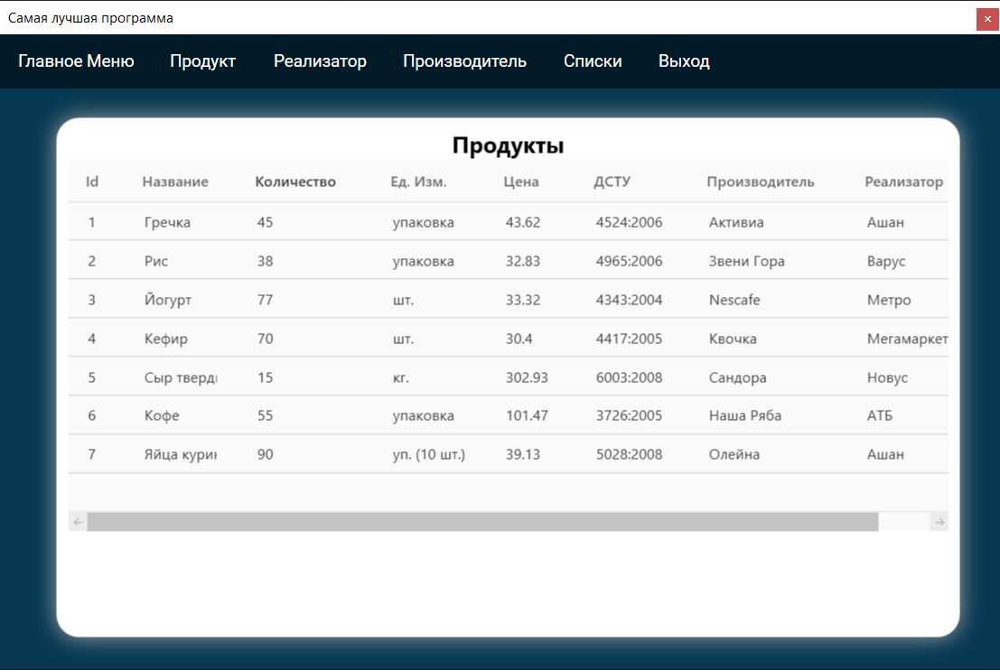 Самая лучшая программа
Главное Меню Продукт Реализатор Производитель Списки Выход
Продукты
Id Название Количество Ед. Изм. Цена ДСТУ Производитель Реализатор
1 Гречка 45 упаковка 43.62 4524:2006 Активиа Ашан
2 Рис 38 упаковка 32.83 4965:2006 Звени Гора Варус
3 Йогурт 77 шт. 33.32 4343:2004 Nescafe Метро
4 Кефир 70 шт. 30.4 4417:2005 Квочка Мегамаркет
5 Сыр 15 кг. 302.93 6003:2008 Сандора Новус
6 Кофе 55 упаковка 101.47 3726:2005 Наша Ряба АТБ
7 Яйца 90 уп. (10 шт.) 39.13 5028:2008 Олейна Ашан